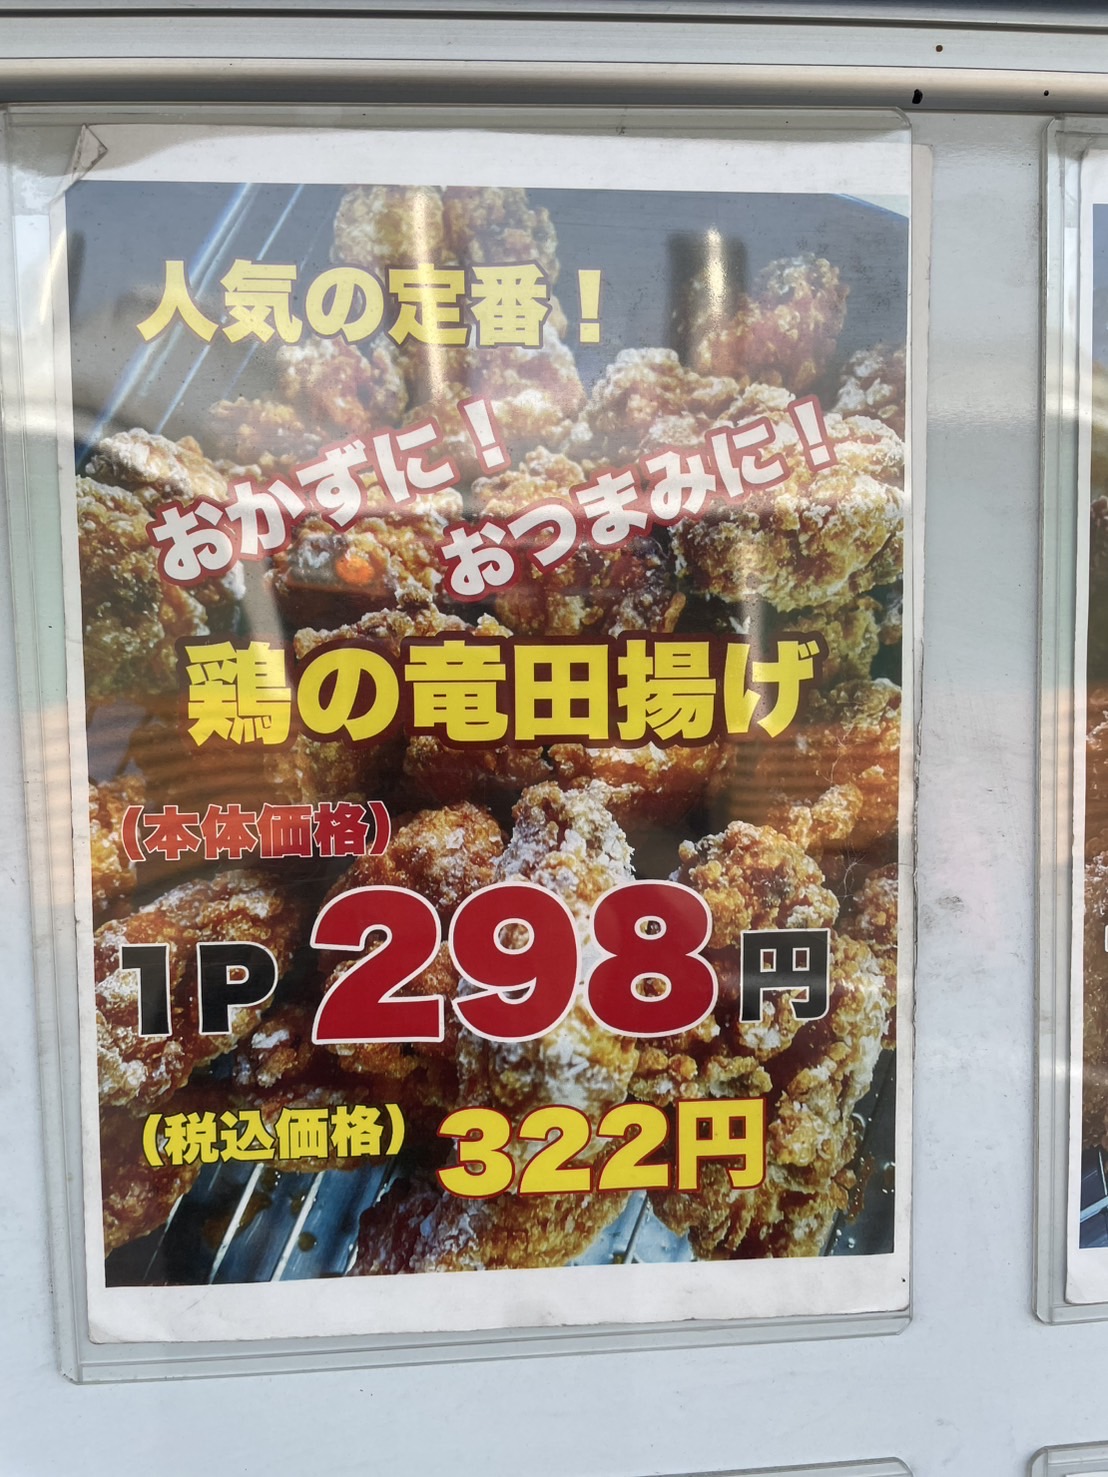 人気の定番！
おかずに！
おつまみに！
鶏の竜田揚げ
（本体価格）
1P 298円
（税込価格） 322円